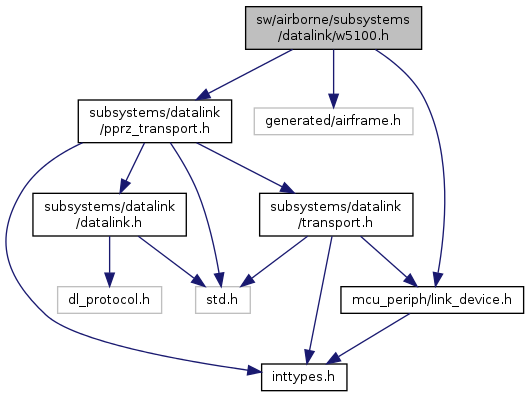 sw/airborne/subsystems
/datalink/w5100.h
subsystems/datalink
/pprz_transport.h
generated/airframe.h
subsystems/datalink
/datalink.h
subsystems/datalink
/transport.h
dl_protocol.h
std.h
mcu_periph/link_device.h
inttypes.h